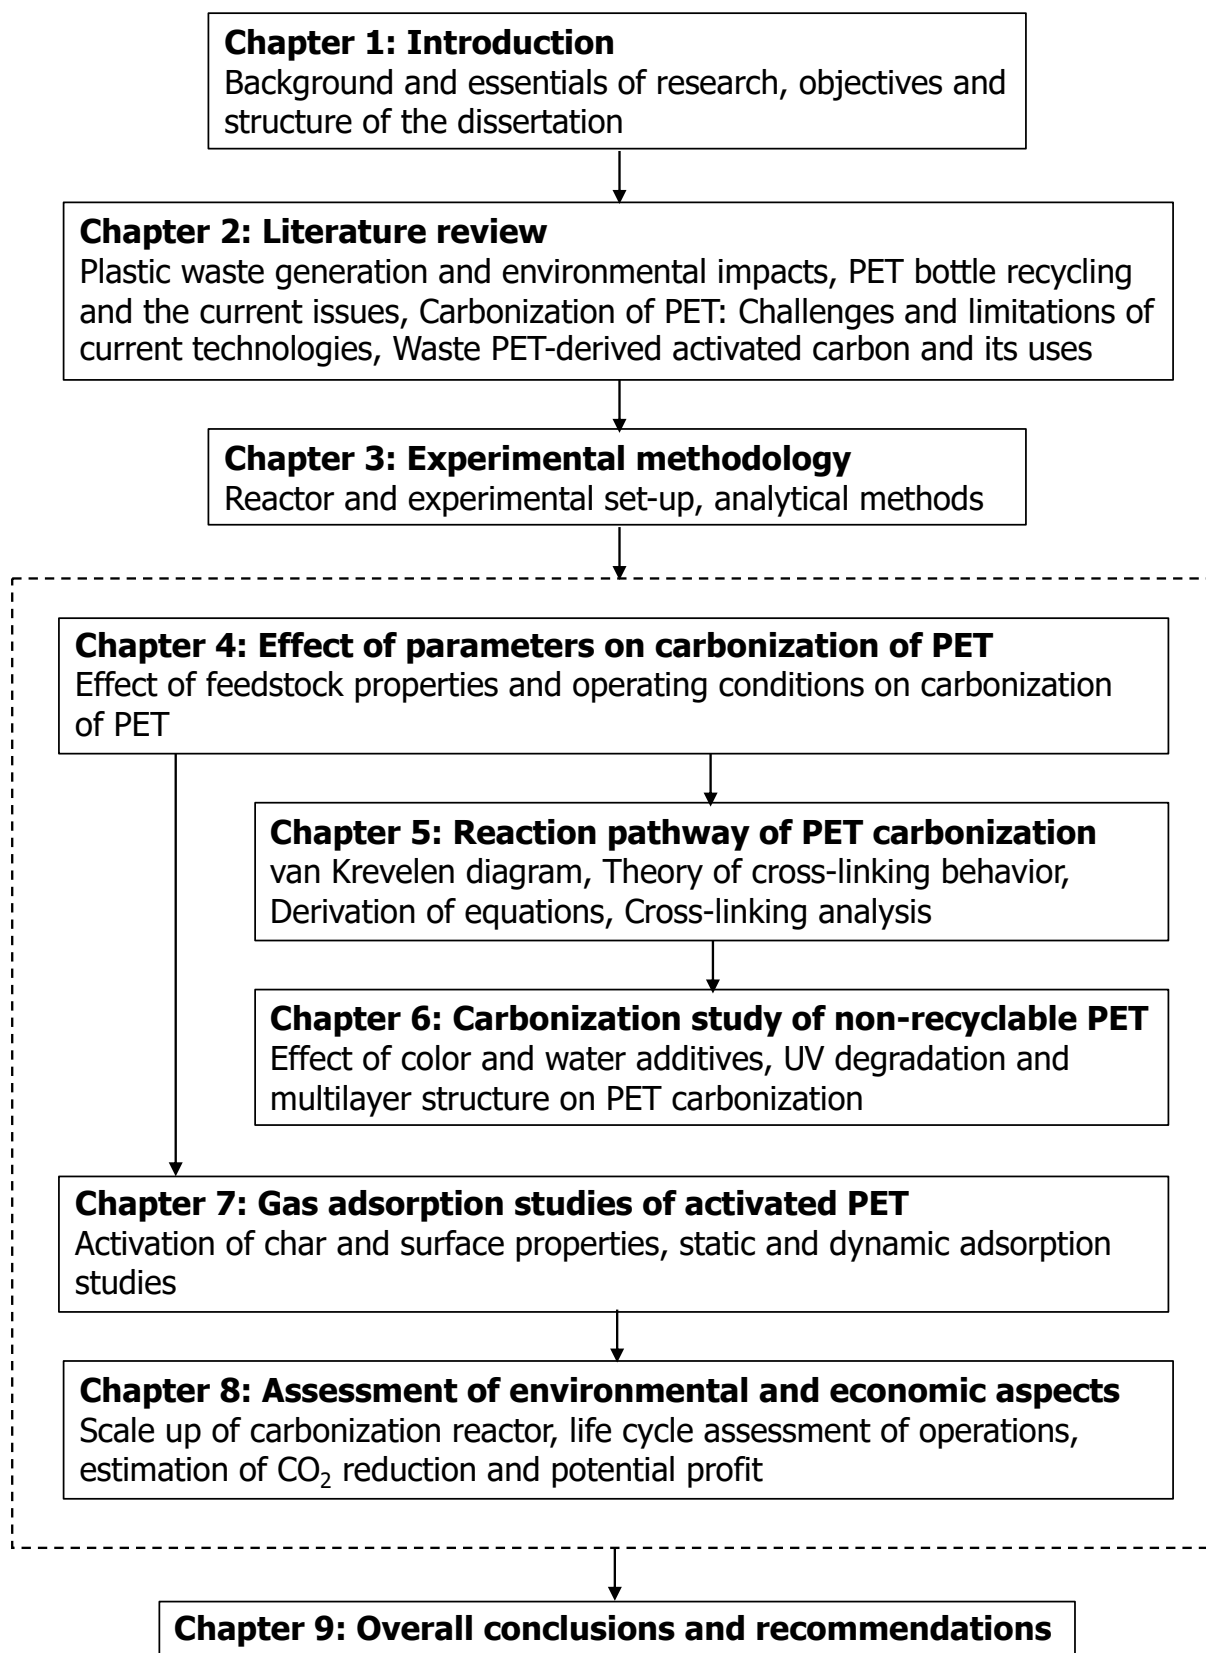 Chapter 1: Introduction
Background and essentials of research, objectives and
structure of the dissertation
Chapter 2: Literature review
Plastic waste generation and environmental impacts, PET bottle recycling
and the current issues, Carbonization of PET: Challenges and limitations of
current technologies, Waste PET-derived activated carbon and its uses
Chapter 3: Experimental methodology
Reactor and experimental set-up, analytical methods
Chapter 4: Effect of parameters on carbonization of PET
Effect of feedstock properties and operating conditions on carbonization
of PET
Chapter 5: Reaction pathway of PET carbonization
van Krevelen diagram, Theory of cross-linking behavior,
Derivation of equations, Cross-linking analysis
Chapter 6: Carbonization study of non-recyclable PET
Effect of color and water additives, UV degradation and
multilayer structure on PET carbonization
Chapter 7: Gas adsorption studies of activated PET
Activation of char and surface properties, static and dynamic adsorption
studies
Chapter 8: Assessment of environmental and economic aspects
Scale up of carbonization reactor, life cycle assessment of operations,
estimation of CO₂ reduction and potential profit
Chapter 9: Overall conclusions and recommendations